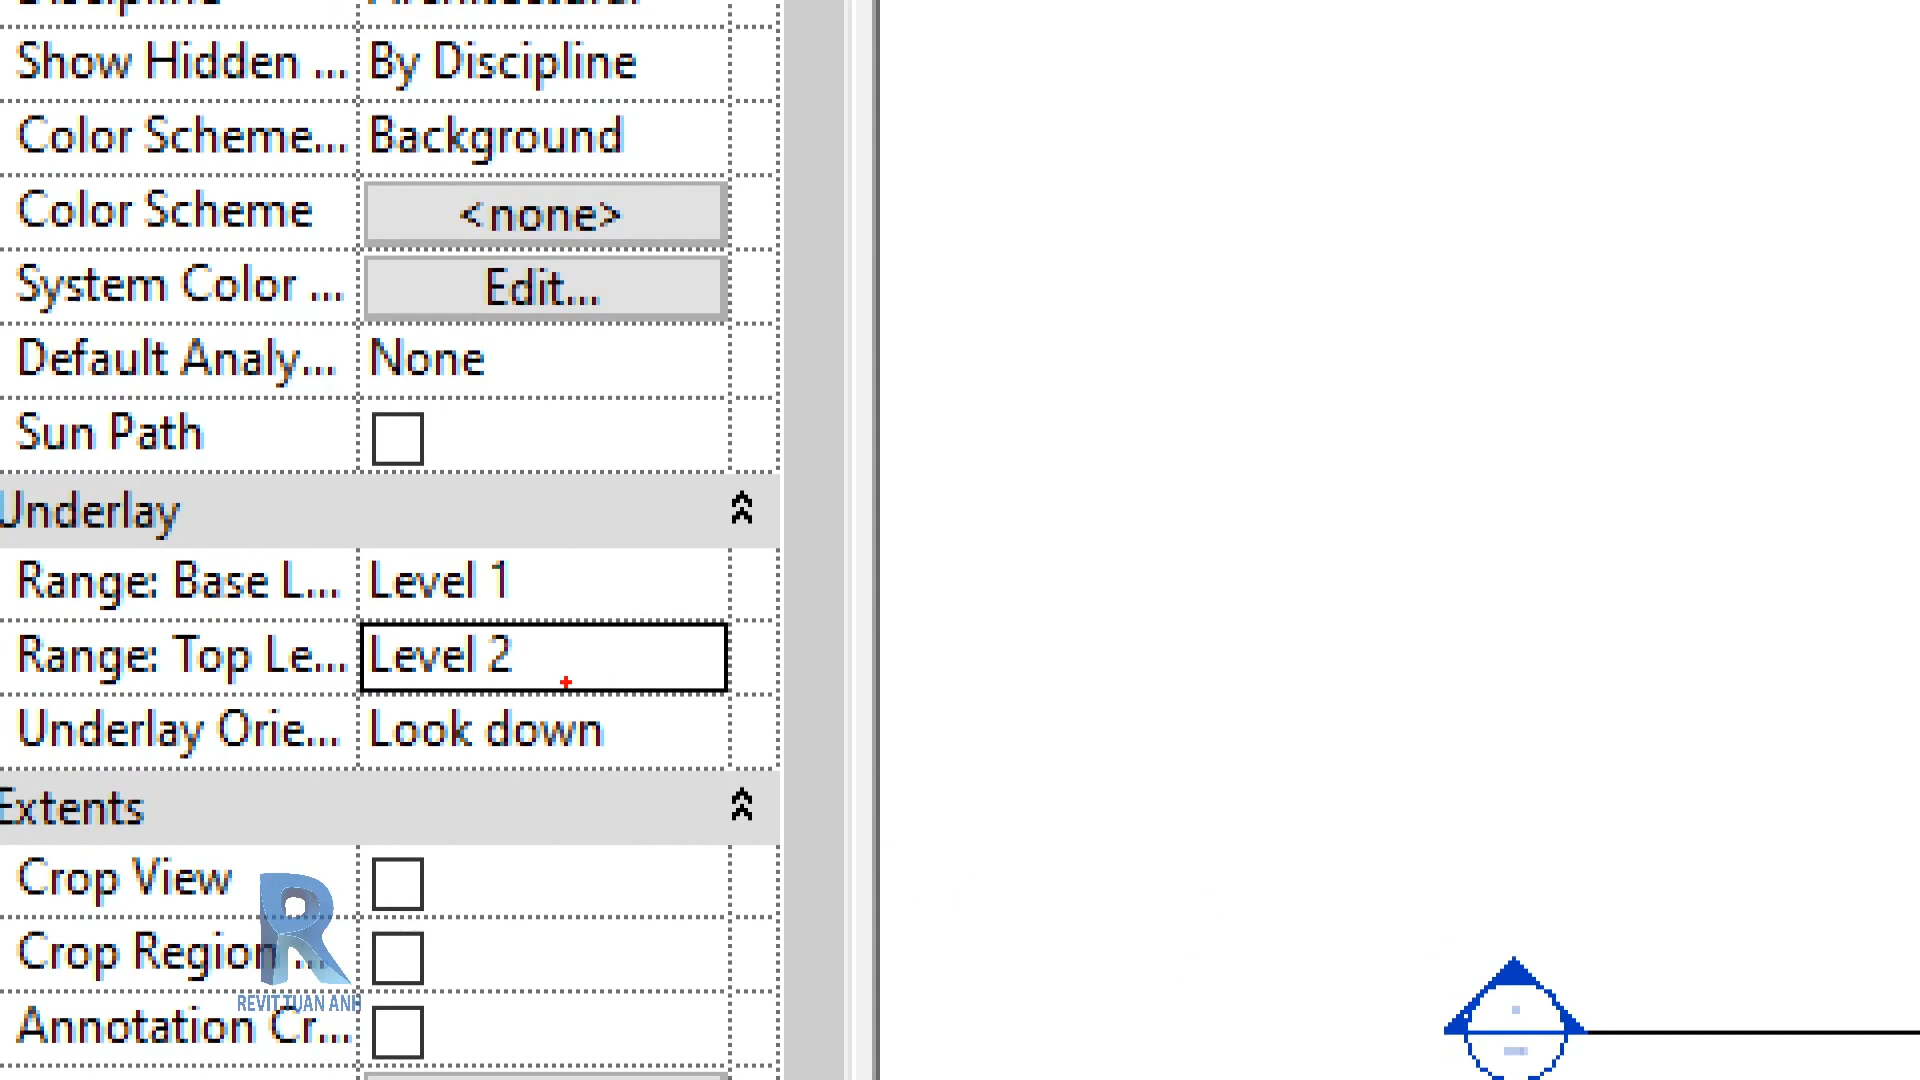 Discipline Architectural
Show Hidden ... By Discipline
Color Scheme... Background
Color Scheme <none>
System Color ... Edit...
Default Analy... None
Sun Path
Underlay
Range: Base L... Level 1
Range: Top Le... Level 2
Underlay Orie... Look down
Extents
Crop View
Crop Region ...
REVIT TUAN ANH
Annotation Cr...